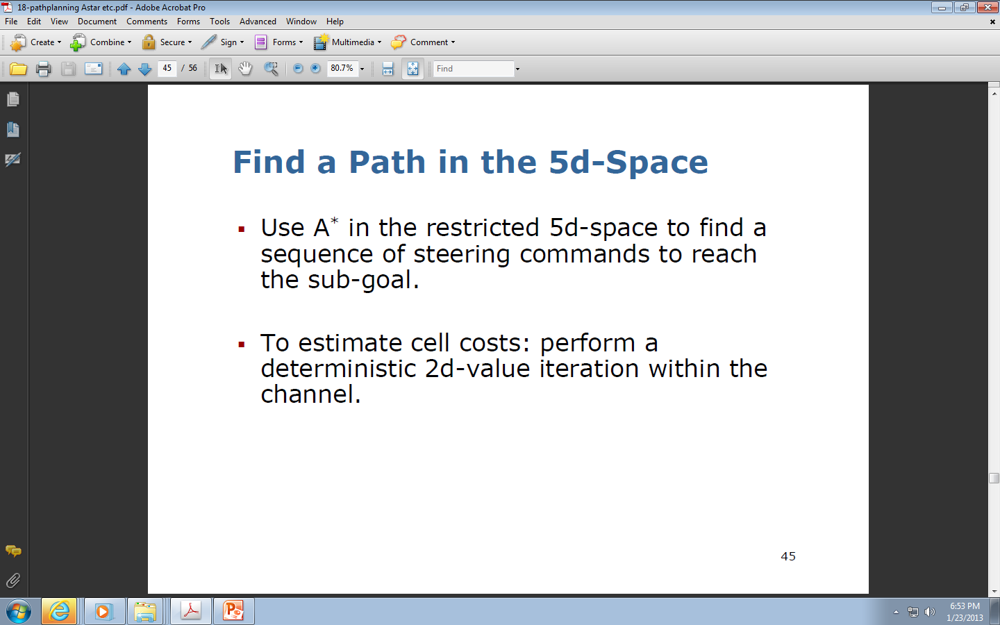 18-pathplanning Astar etc.pdf - Adobe Acrobat Pro
File Edit View Document Comments Forms Tools Advanced Window Help
Create Combine Secure Sign Forms Multimedia Comment
45 / 56 80.7% Find
Find a Path in the 5d-Space
Use A* in the restricted 5d-space to find a
sequence of steering commands to reach
the sub-goal.
To estimate cell costs: perform a
deterministic 2d-value iteration within the
channel.
45
6:53 PM
1/23/2013